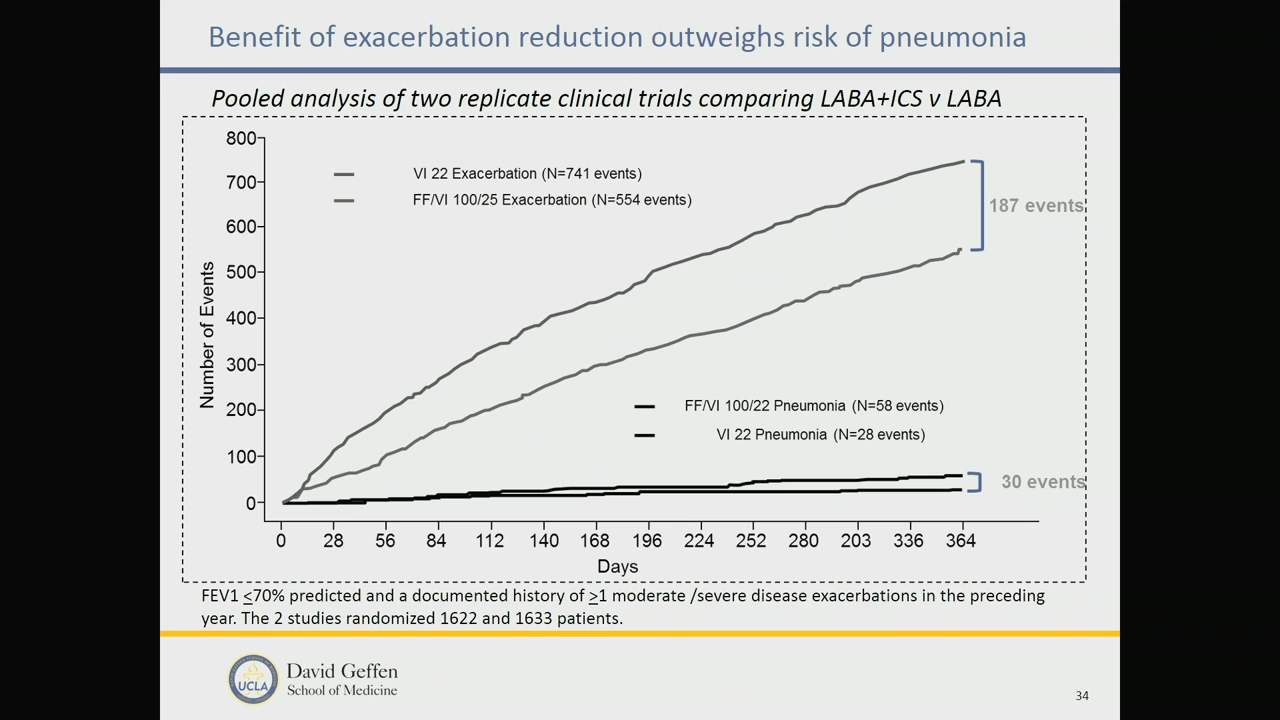 Benefit of exacerbation reduction outweighs risk of pneumonia
Pooled analysis of two replicate clinical trials comparing LABA+ICS v LABA
800
700
600
500
400
300
200
100
0
Number of Events
VI 22 Exacerbation (N=741 events)
FF/VI 100/25 Exacerbation (N=554 events)
187 events
FF/VI 100/22 Pneumonia (N=58 events)
VI 22 Pneumonia (N=28 events)
30 events
0 28 56 84 112 140 168 196 224 252 280 203 336 364
Days
FEV1 <70% predicted and a documented history of >1 moderate /severe disease exacerbations in the preceding
year. The 2 studies randomized 1622 and 1633 patients.
UCLA
David Geffen
School of Medicine
34